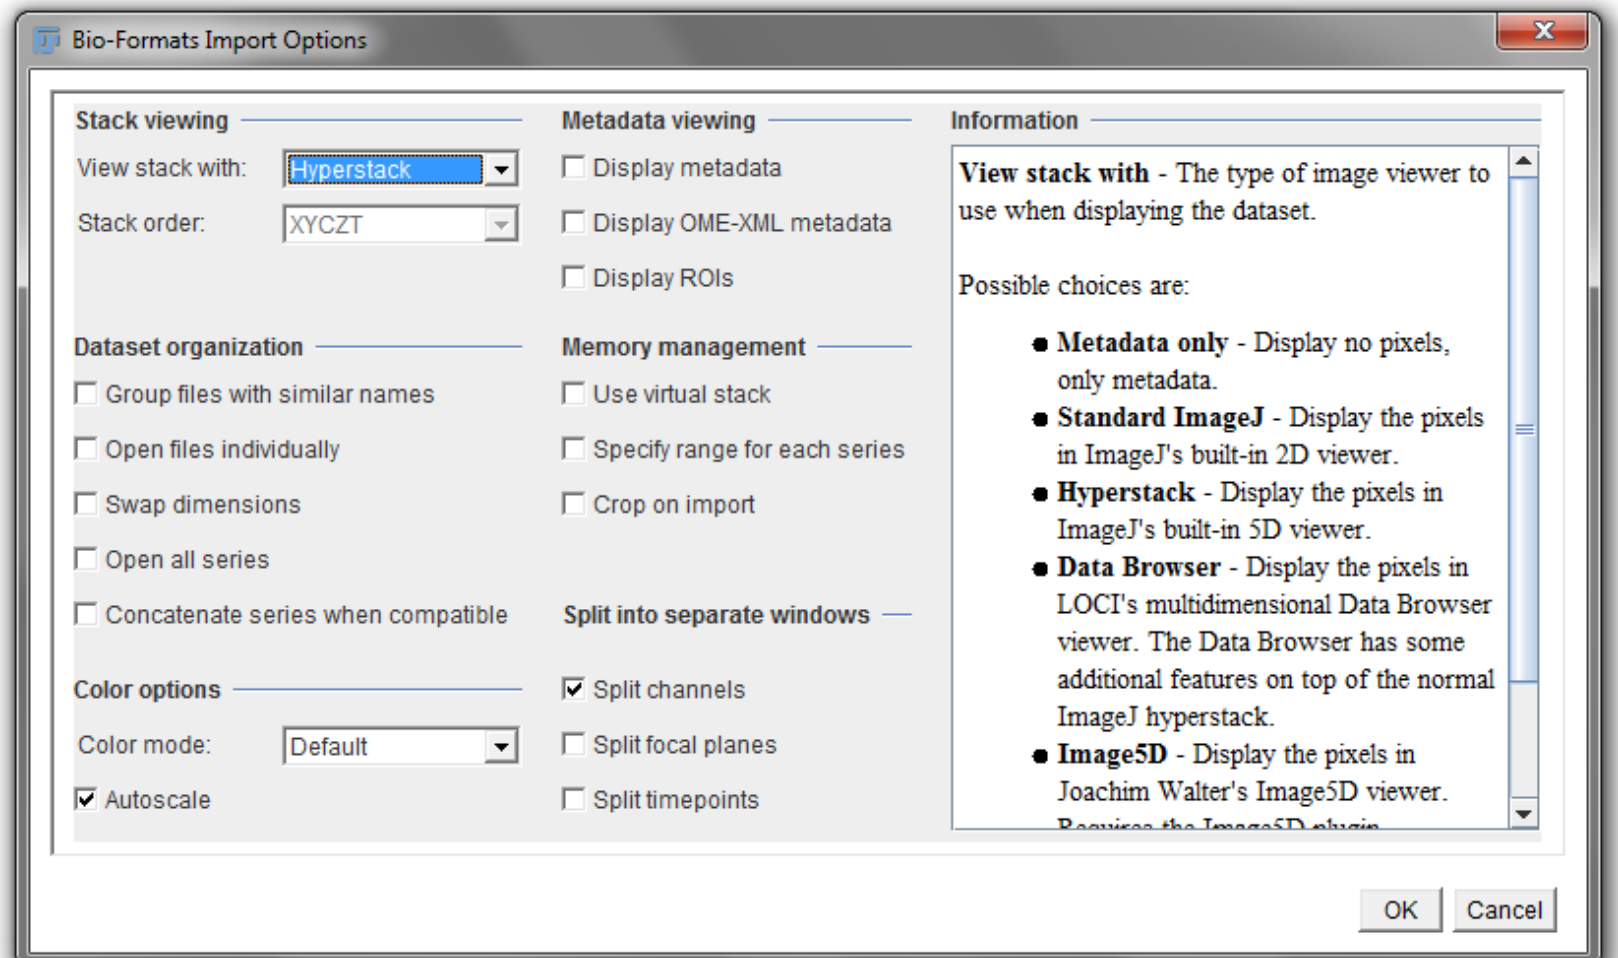 Bio-Formats Import Options
Stack viewing
View stack with:
Hyperstack
Stack order:
XYCZT
Dataset organization
Group files with similar names
Open files individually
Swap dimensions
Open all series
Concatenate series when compatible
Color options
Color mode:
Default
Autoscale
Metadata viewing
Display metadata
Display OME-XML metadata
Display ROIs
Memory management
Use virtual stack
Specify range for each series
Crop on import
Split into separate windows
Split channels
Split focal planes
Split timepoints
Information
View stack with - The type of image viewer to
use when displaying the dataset.
Possible choices are:
Metadata only - Display no pixels,
only metadata.
Standard ImageJ - Display the pixels
in ImageJ's built-in 2D viewer.
Hyperstack - Display the pixels in
ImageJ's built-in 5D viewer.
Data Browser - Display the pixels in
LOCI's multidimensional Data Browser
viewer. The Data Browser has some
additional features on top of the normal
ImageJ hyperstack.
Image5D - Display the pixels in
Joachim Walter's Image5D viewer.
Requires the Image5D plugin
OK
Cancel